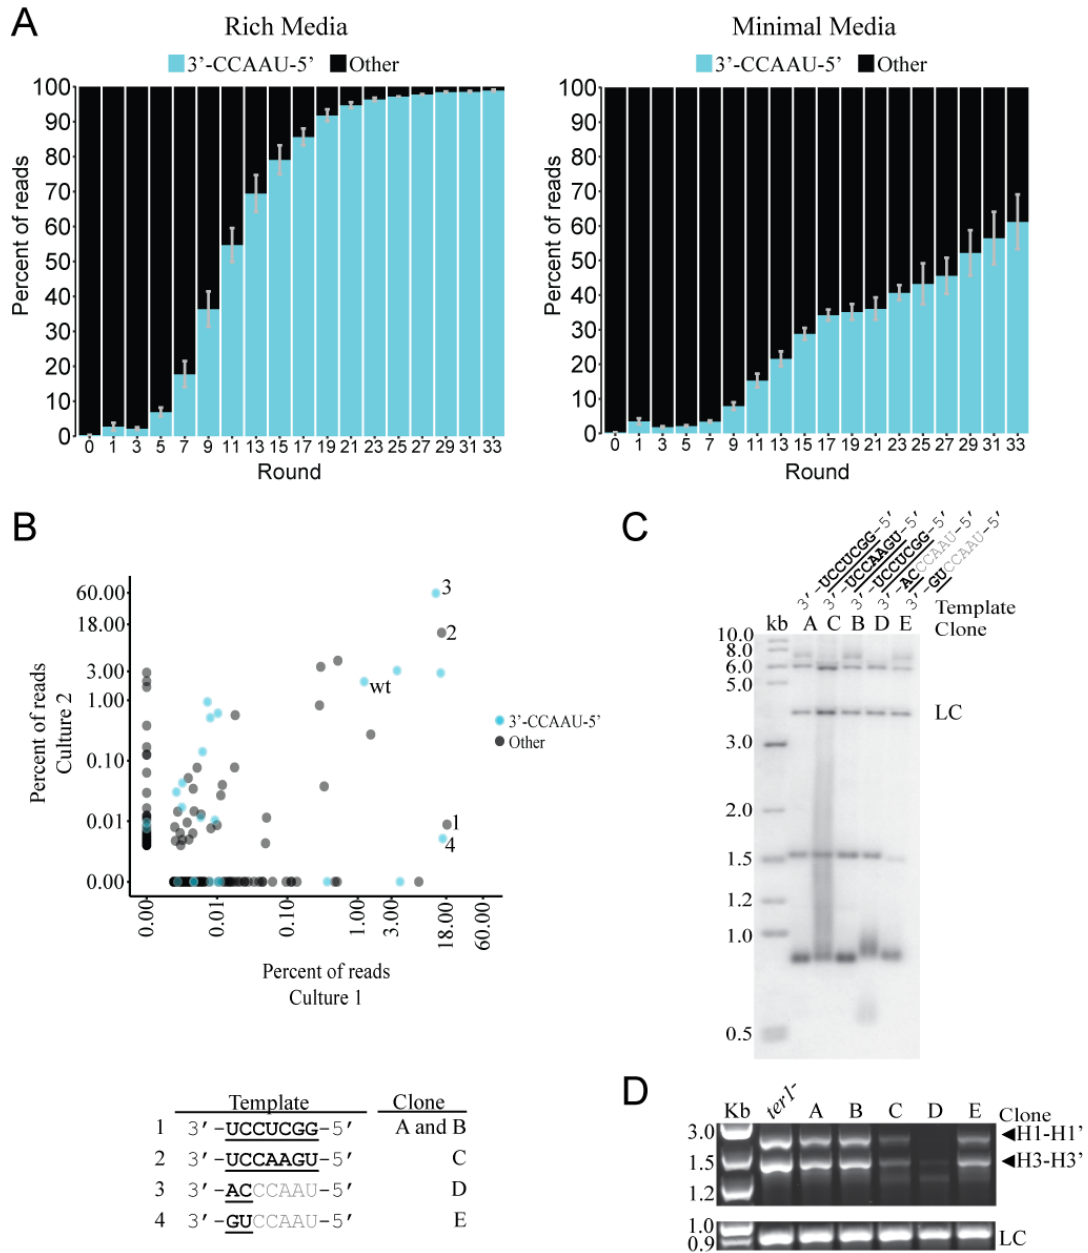 A
Rich Media
3'-CCAAU-5' Other
Percent of reads
100
90
80
70
60
50
40
30
20
10
0
0 1 3 5 7 9 11 13 15 17 19 21 23 25 27 29 31 33
Round
Minimal Media
3'-CCAAU-5' Other
Percent of reads
100
90
80
70
60
50
40
30
20
10
0
0 1 3 5 7 9 11 13 15 17 19 21 23 25 27 29 31 33
Round
B
Percent of reads
Culture 2
60.00
18.00
3.00
1.00
0.10
0.01
0.00
3
2
wt
1
4
3'-CCAAU-5'
Other
0.00 0.01 0.10 1.00 3.00 18.00 60.00
Percent of reads
Culture 1
Template Clone
1 3'-UCCUCGG-5' A and B
2 3'-UCCAAGU-5' C
3 3'-ACCCAAU-5' D
4 3'-GUCCAAU-5' E
C
3'-UCCUCGG-5'
3'-UCCAAGU-5'
3'-UCCUCGG-5'
3'-ACCCAAU-5'
3'-GUCCAAU-5'
Template
kb A C B D E Clone
10.0
8.0
6.0
5.0
LC
3.0
2.0
1.5
1.2
1.0
0.5
D
Kb ter1- A B C D E Clone
3.0
H1-H1'
1.5
H3-H3'
1.2
1.0
0.9
LC